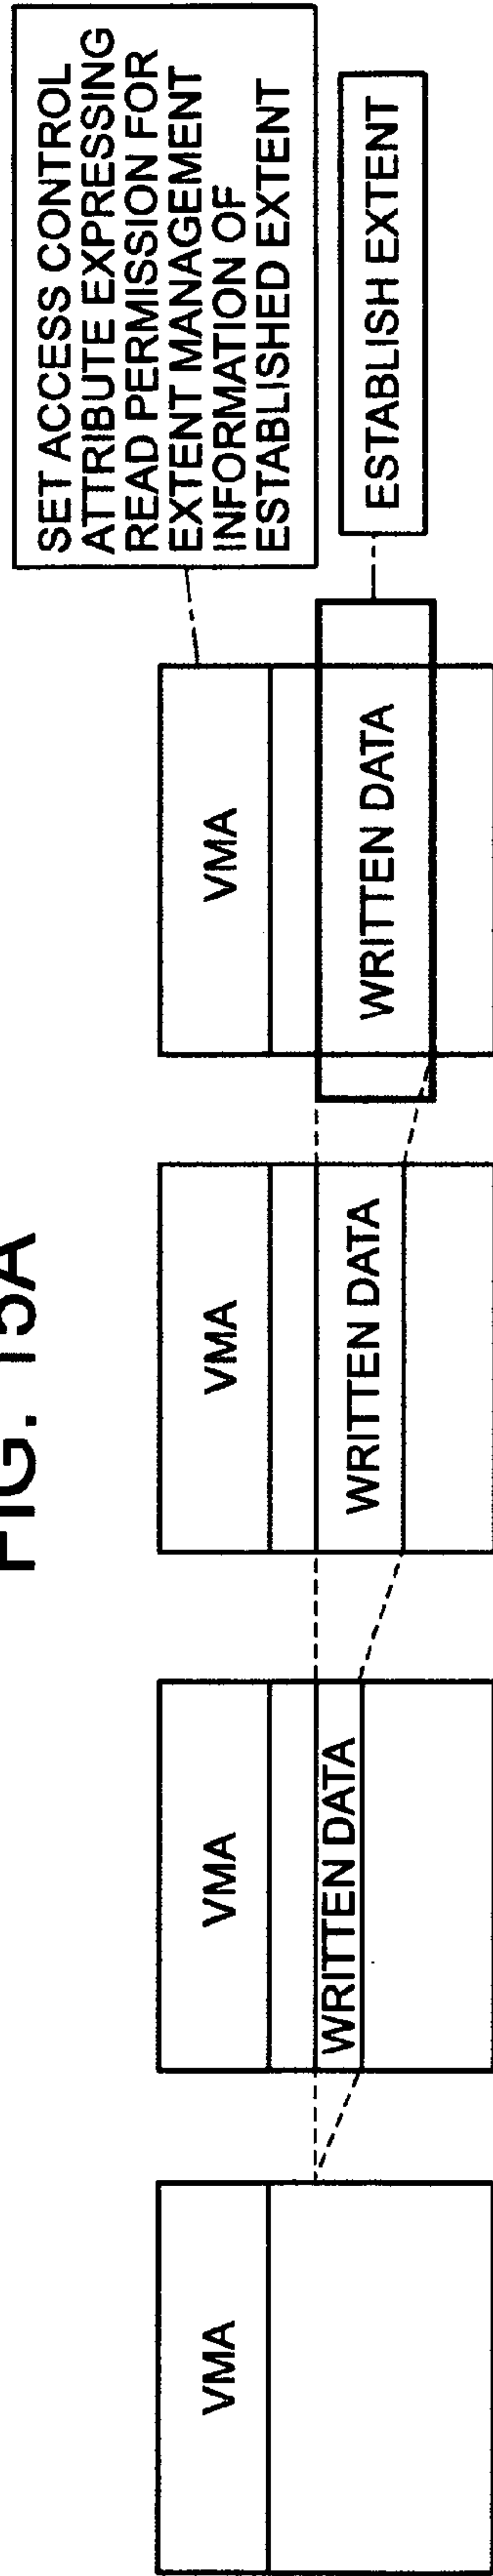 FIG. 15A
VMA
VMA
WRITTEN DATA
VMA
WRITTEN DATA
VMA
WRITTEN DATA
SET ACCESS CONTROL
ATTRIBUTE EXPRESSING
READ PERMISSION FOR
EXTENT MANAGEMENT
INFORMATION OF
ESTABLISHED EXTENT
ESTABLISH EXTENT